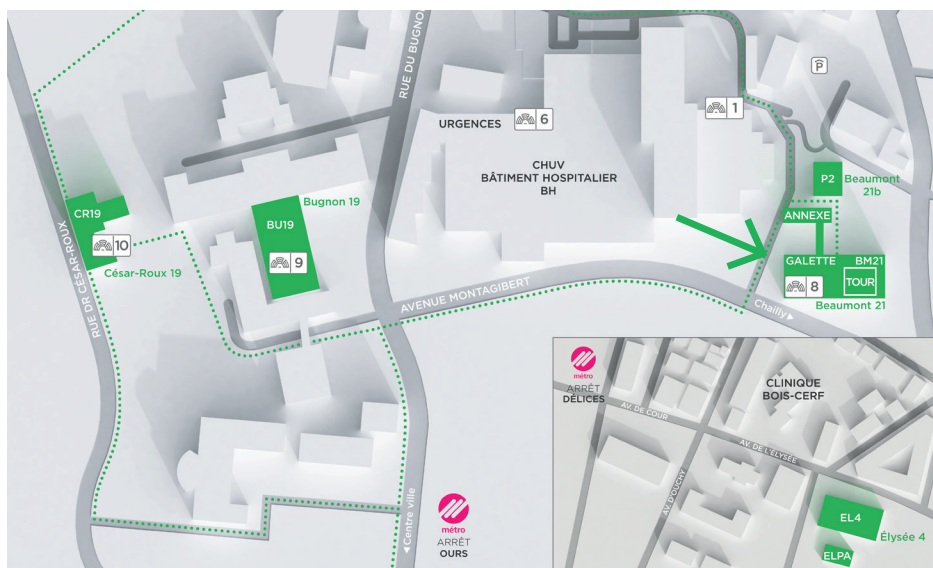 RUE DU BUGNON
P
URGENCES
6
1
CHUV
BÂTIMENT HOSPITALIER
BH
P2
Beaumont
21b
CR19
Bugnon 19
ANNEXE
BU19
10
9
César-Roux 19
GALETTE
BM21
8
TOUR
Beaumont 21
RUE DR CÉSAR-ROUX
AVENUE MONTAGIBERT
Chailly
métro
ARRÊT
DÉLICES
CLINIQUE
BOIS-CERF
AV. DE COUR
AV. DE L'ÉLYSÉE
AV. D'OUCHY
métro
ARRÊT
OURS
Centre ville
EL4
Élysée 4
ELPA